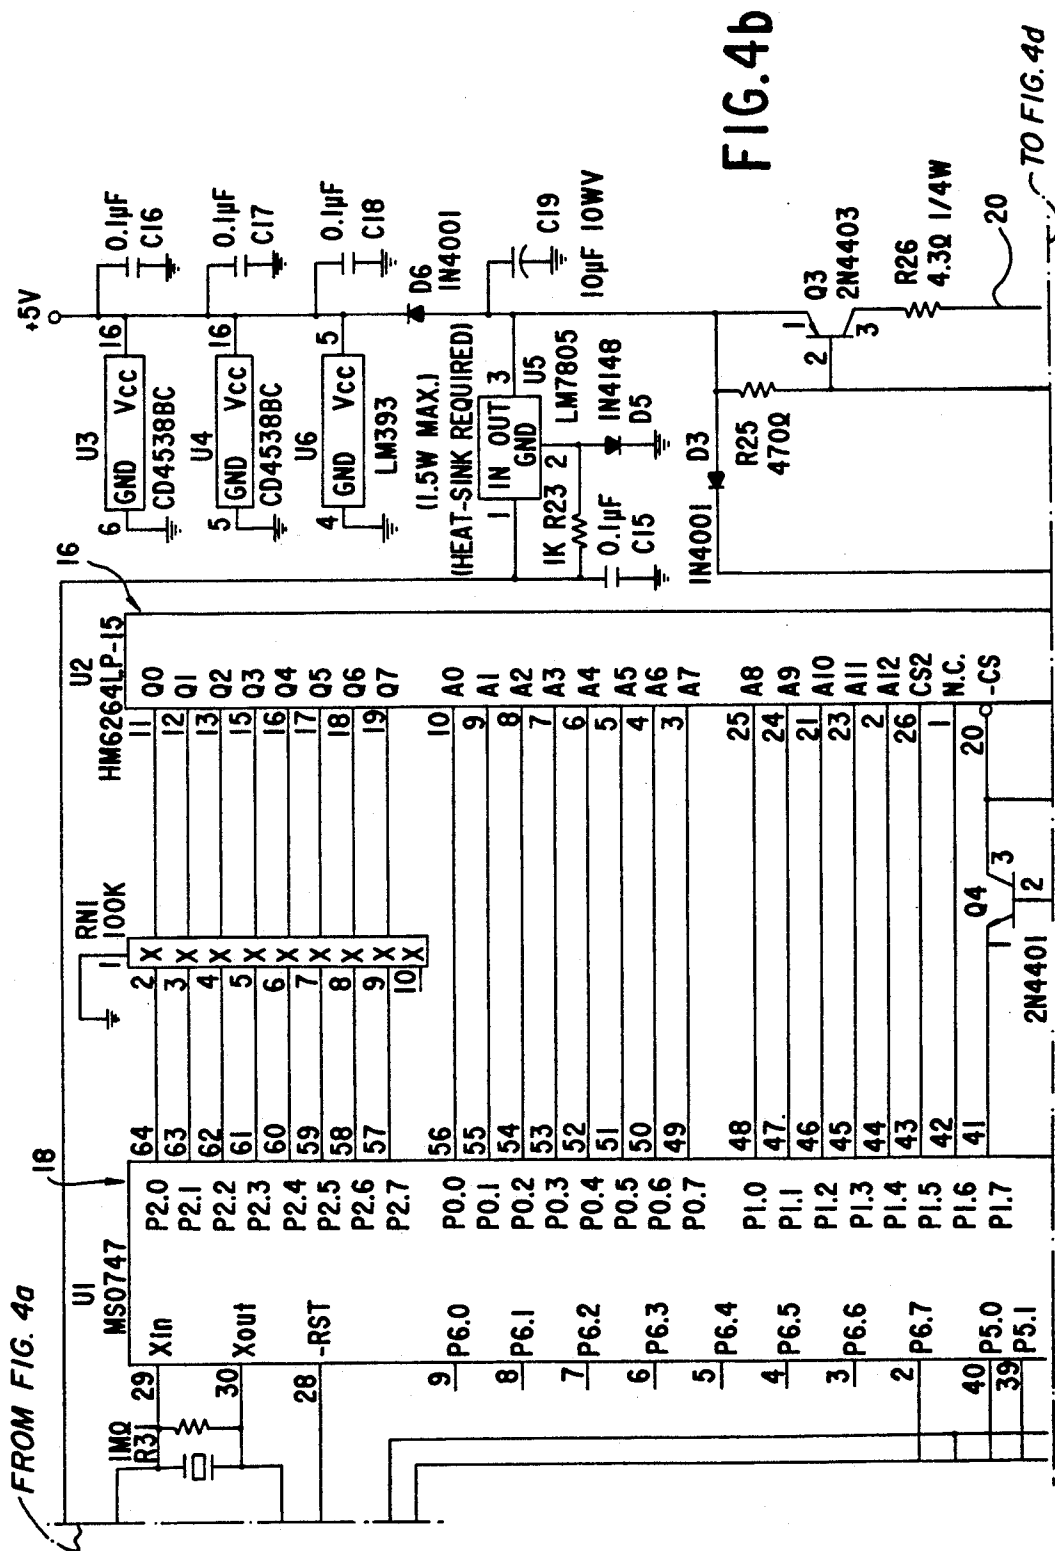 FROM FIG. 4a
FIG.4b
TO FIG. 4d
1MΩ
R31
29
30
28
U1
MS0747
18
Xin
Xout
-RST
9 P6.0
8 P6.1
7 P6.2
6 P6.3
5 P6.4
4 P6.5
3 P6.6
2 P6.7
40 P5.0
39 P5.1
P2.0 64
P2.1 63
P2.2 62
P2.3 61
P2.4 60
P2.5 59
P2.6 58
P2.7 57
P0.0 56
P0.1 55
P0.2 54
P0.3 53
P0.4 52
P0.5 51
P0.6 50
P0.7 49
P1.0 48
P1.1 47
P1.2 46
P1.3 45
P1.4 44
P1.5 43
P1.6 42
P1.7 41
RN1
100K
1
2 X
3 X
4 X
5 X
6 X
7 X
8 X
9 X
10 X
U2
HM6264LP-15
16
11 Q0
12 Q1
13 Q2
15 Q3
16 Q4
17 Q5
18 Q6
19 Q7
10 A0
9 A1
8 A2
7 A3
6 A4
5 A5
4 A6
3 A7
25 A8
24 A9
21 A10
23 A11
2 A12
26 CS2
1 N.C.
20 -CS
Q4
1
2
3
2N4401
+5V
U3
6 GND Vcc 16
CD4538BC
0.1µF
C16
U4
5 GND Vcc 16
CD4538BC
0.1µF
C17
U6
4 GND Vcc 5
LM393
0.1µF
C18
D6
1N4001
(1.5W MAX.)
(HEAT-SINK REQUIRED)
1 IN OUT 3
GND
2
U5
LM7805
C19
10µF 10WV
1K R23
0.1µF
C15
1N4148
D5
D3
1N4001
R25
470Ω
1
2
3
Q3
2N4403
R26
4.3Ω 1/4W
20